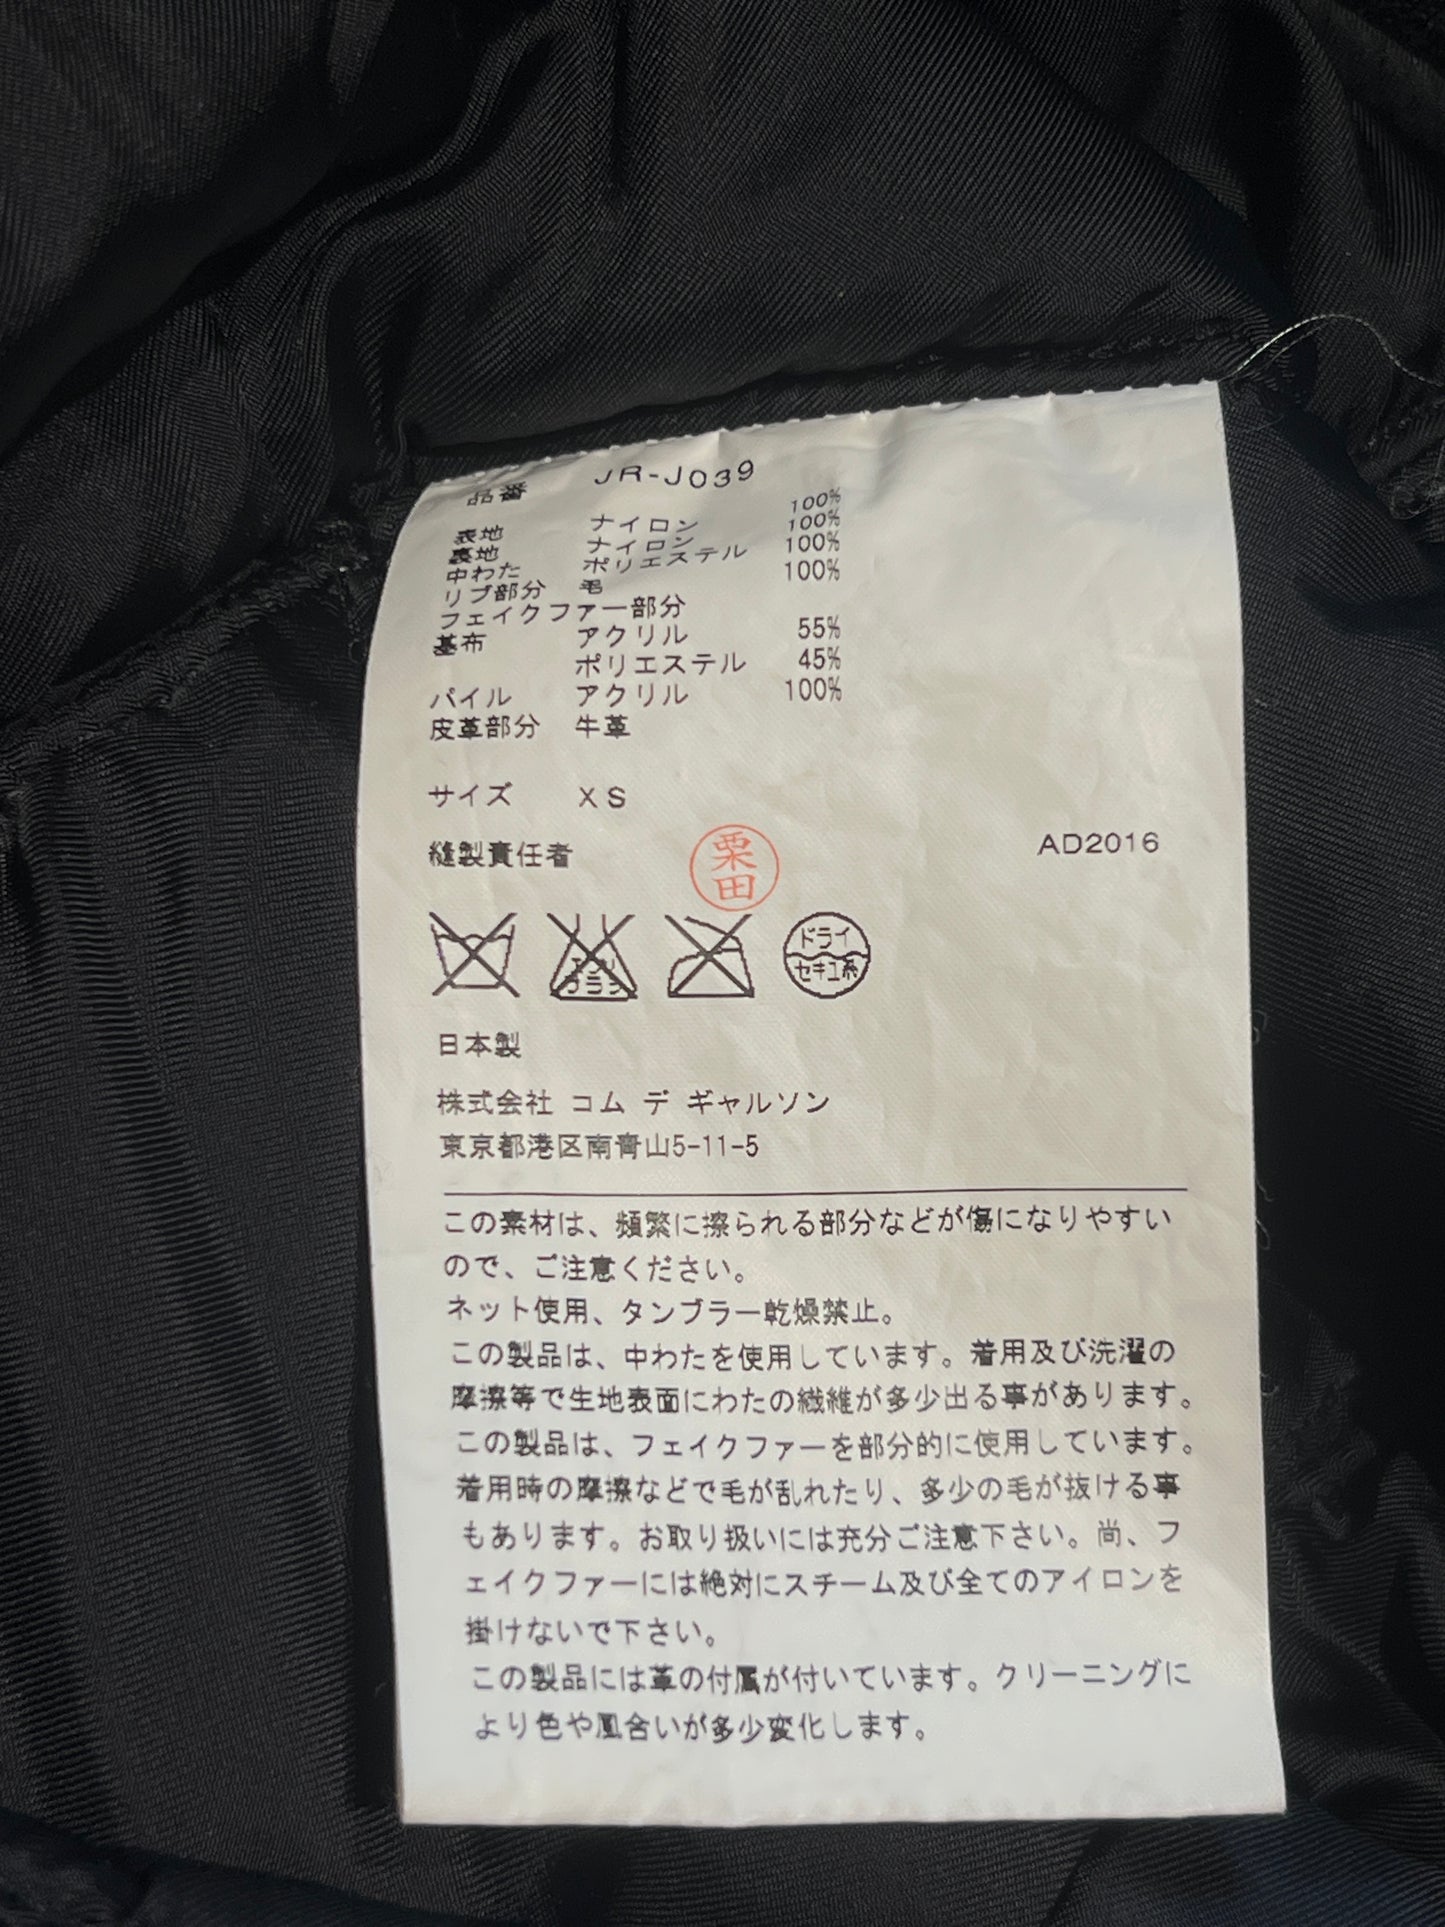 品番 JR-J039
表地 ナイロン 100%
裏地 ナイロン 100%
中わた ポリエステル 100%
リブ部分 毛 100%
フェイクファー部分
基布 アクリル 55%
ポリエステル 45%
パイル アクリル 100%
皮革部分 牛革
サイズ XS
縫製責任者 栗田 AD2016
エンソ
サラシ
ドライ
セキユ系
日本製
株式会社 コム デ ギャルソン
東京都港区南青山5-11-5
この素材は、頻繁に擦られる部分などが傷になりやすい
ので、ご注意ください。
ネット使用、タンブラー乾燥禁止。
この製品は、中わたを使用しています。着用及び洗濯の
摩擦等で生地表面にわたの繊維が多少出る事があります。
この製品は、フェイクファーを部分的に使用しています。
着用時の摩擦などで毛が乱れたり、多少の毛が抜ける事
もあります。お取り扱いには充分ご注意下さい。尚、フ
ェイクファーには絶対にスチーム及び全てのアイロンを
掛けないで下さい。
この製品には革の付属が付いています。クリーニングに
より色や風合いが多少変化します。